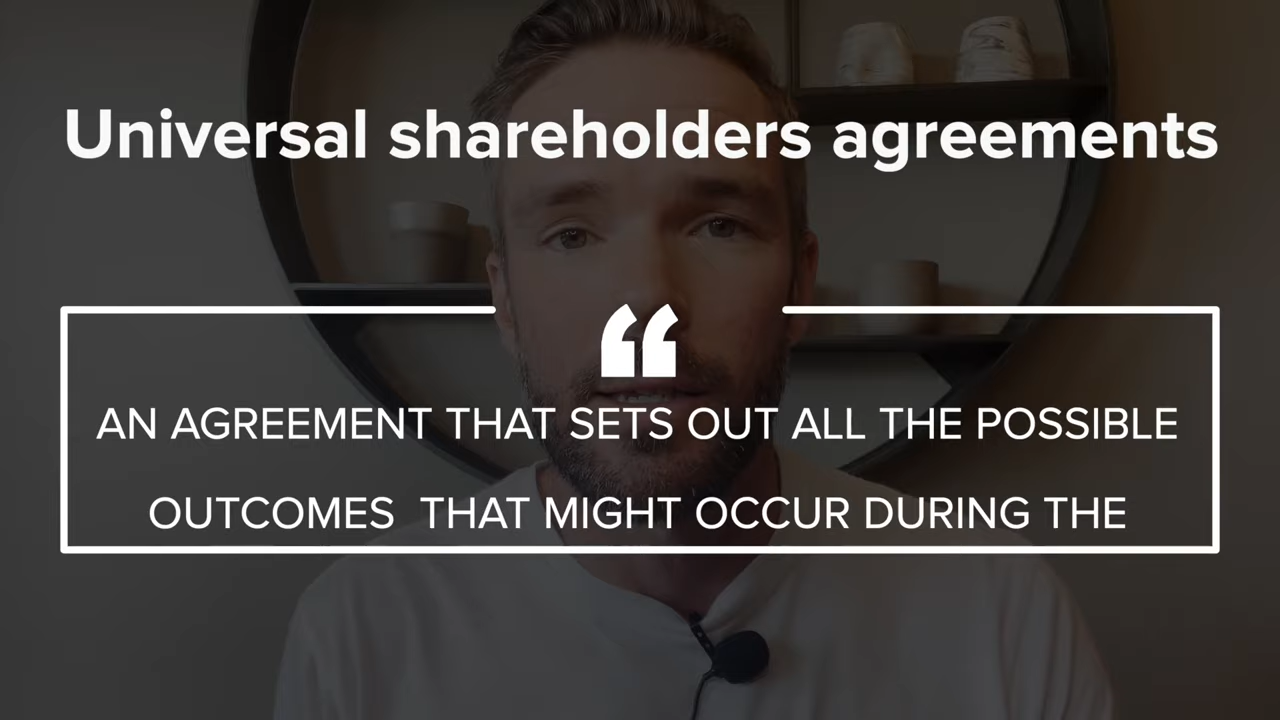 Universal shareholders agreements
“
AN AGREEMENT THAT SETS OUT ALL THE POSSIBLE
OUTCOMES THAT MIGHT OCCUR DURING THE